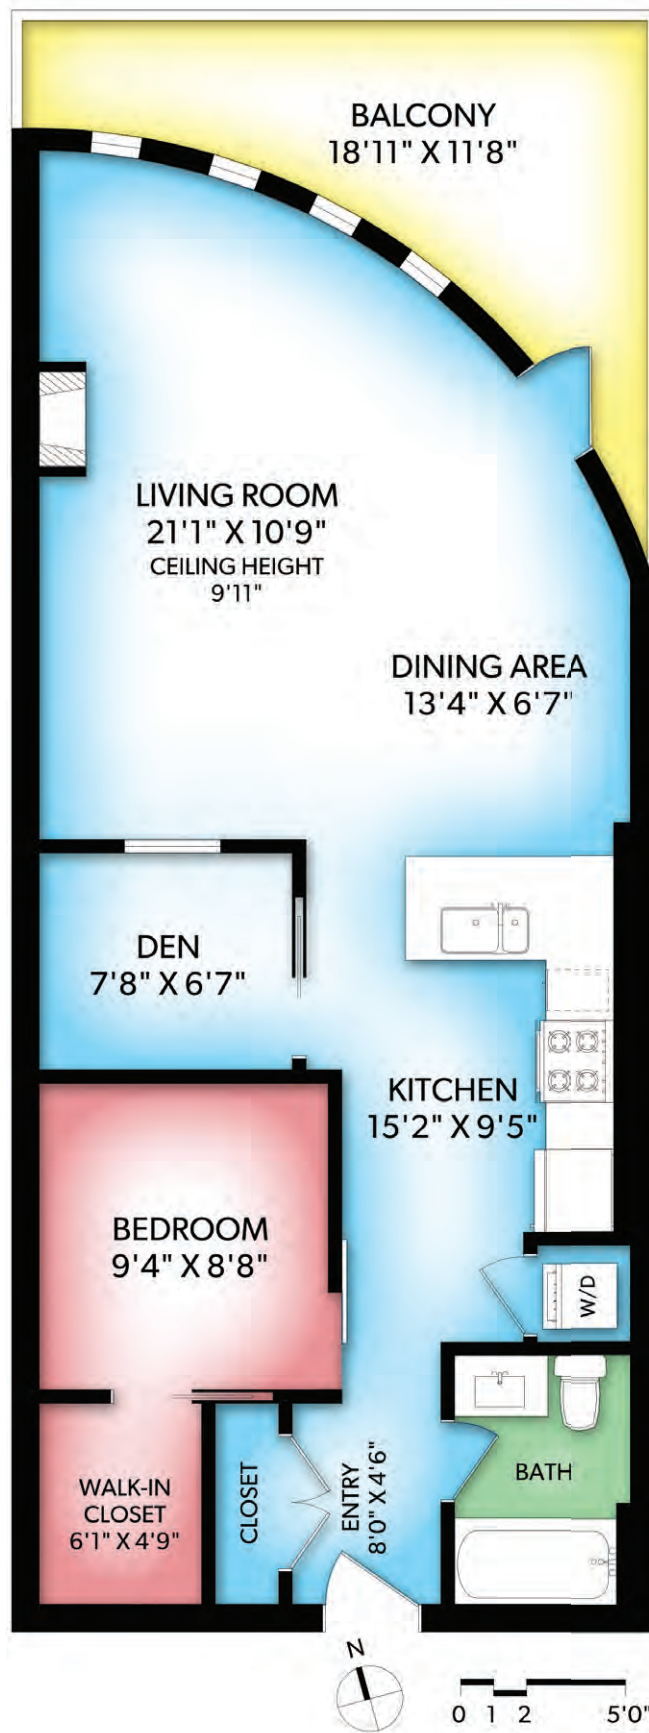 BALCONY
18'11" X 11'8"
LIVING ROOM
21'1" X 10'9"
CEILING HEIGHT
9'11"
DINING AREA
13'4" X 6'7"
DEN
7'8" X 6'7"
KITCHEN
15'2" X 9'5"
BEDROOM
9'4" X 8'8"
W/D
WALK-IN
CLOSET
6'1" X 4'9"
CLOSET
ENTRY
8'0" X 4'6"
BATH
N
0 1 2 5'0"